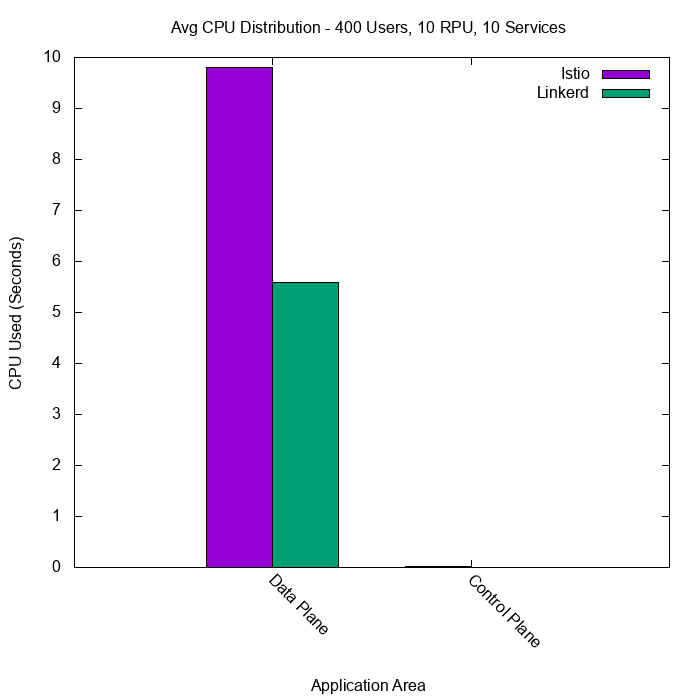 Avg CPU Distribution - 400 Users, 10 RPU, 10 Services
Istio
Linkerd
10
9
8
7
6
5
4
3
2
1
0
CPU Used (Seconds)
Data Plane
Control Plane
Application Area